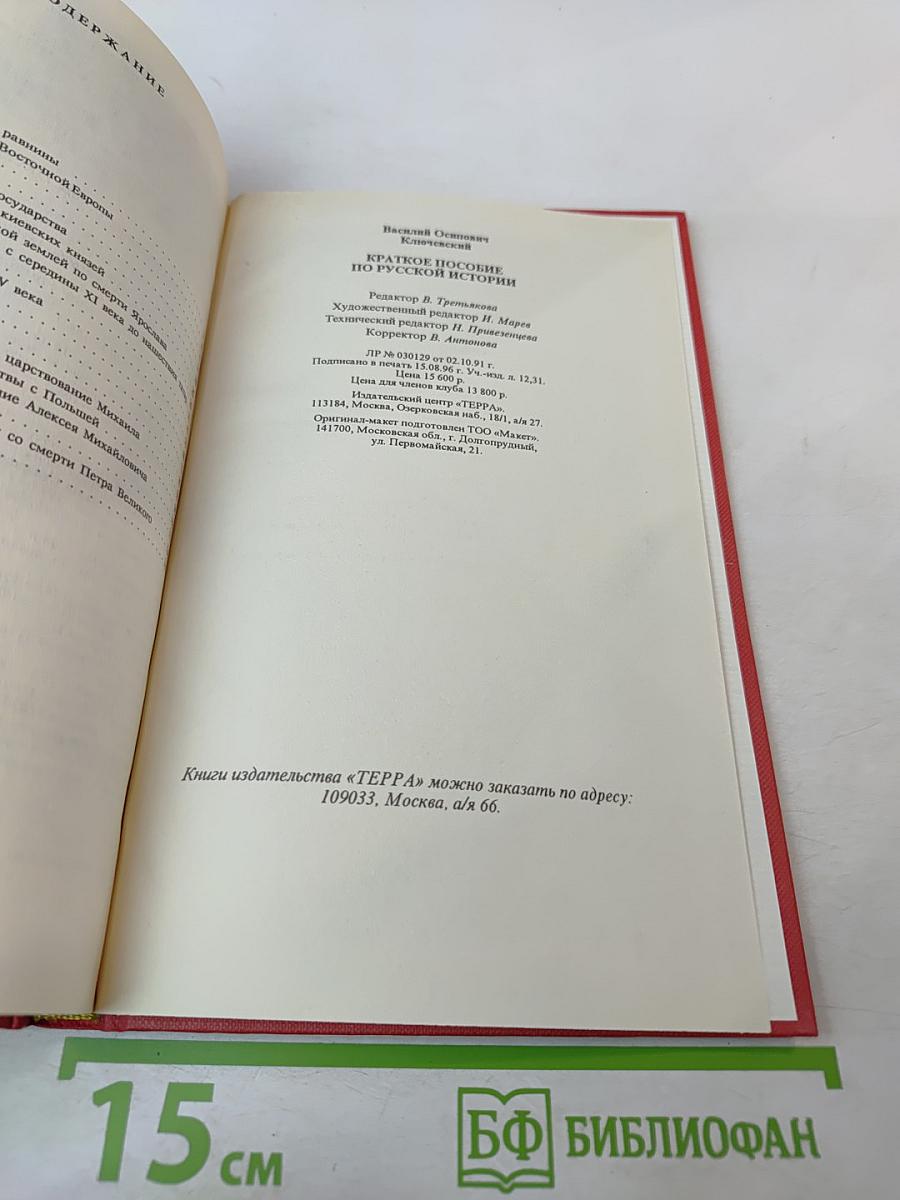 СОДЕРЖАНИЕ
равнины
Восточной Европы
государства
киевских князей
ой землей по смерти Ярослава
с середины XI века до нашествия
V века
царствование Михаила
твы с Польшей
ние Алексея Михайловича
со смерти Петра Великого
Василий Осипович
Ключевский
КРАТКОЕ ПОСОБИЕ
ПО РУССКОЙ ИСТОРИИ
Редактор В. Третьякова
Художественный редактор И. Марев
Технический редактор Н. Привезенцева
Корректор В. Антонова
ЛР № 030129 от 02.10.91 г.
Подписано в печать 15.08.96 г. Уч.-изд. л. 12,31.
Цена 15 600 р.
Цена для членов клуба 13 800 р.
Издательский центр «ТЕРРА».
113184, Москва, Озерковская наб., 18/1, а/я 27.
Оригинал-макет подготовлен ТОО «Макет».
141700, Московская обл., г. Долгопрудный,
ул. Первомайская, 21.
Книги издательства «ТЕРРА» можно заказать по адресу:
109033, Москва, а/я 66.
15 см
БФ БИБЛИОФАН